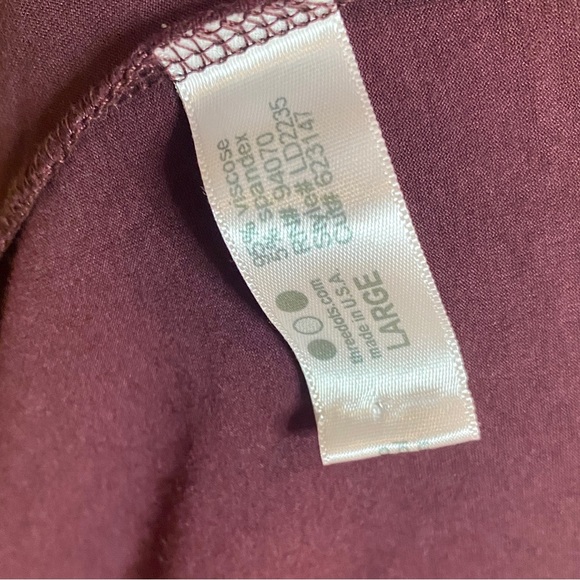 95% viscose
5% spandex
RN# 94070
Style# LD2235
Cut# 623147
threedots.com
made in U.S.A
LARGE